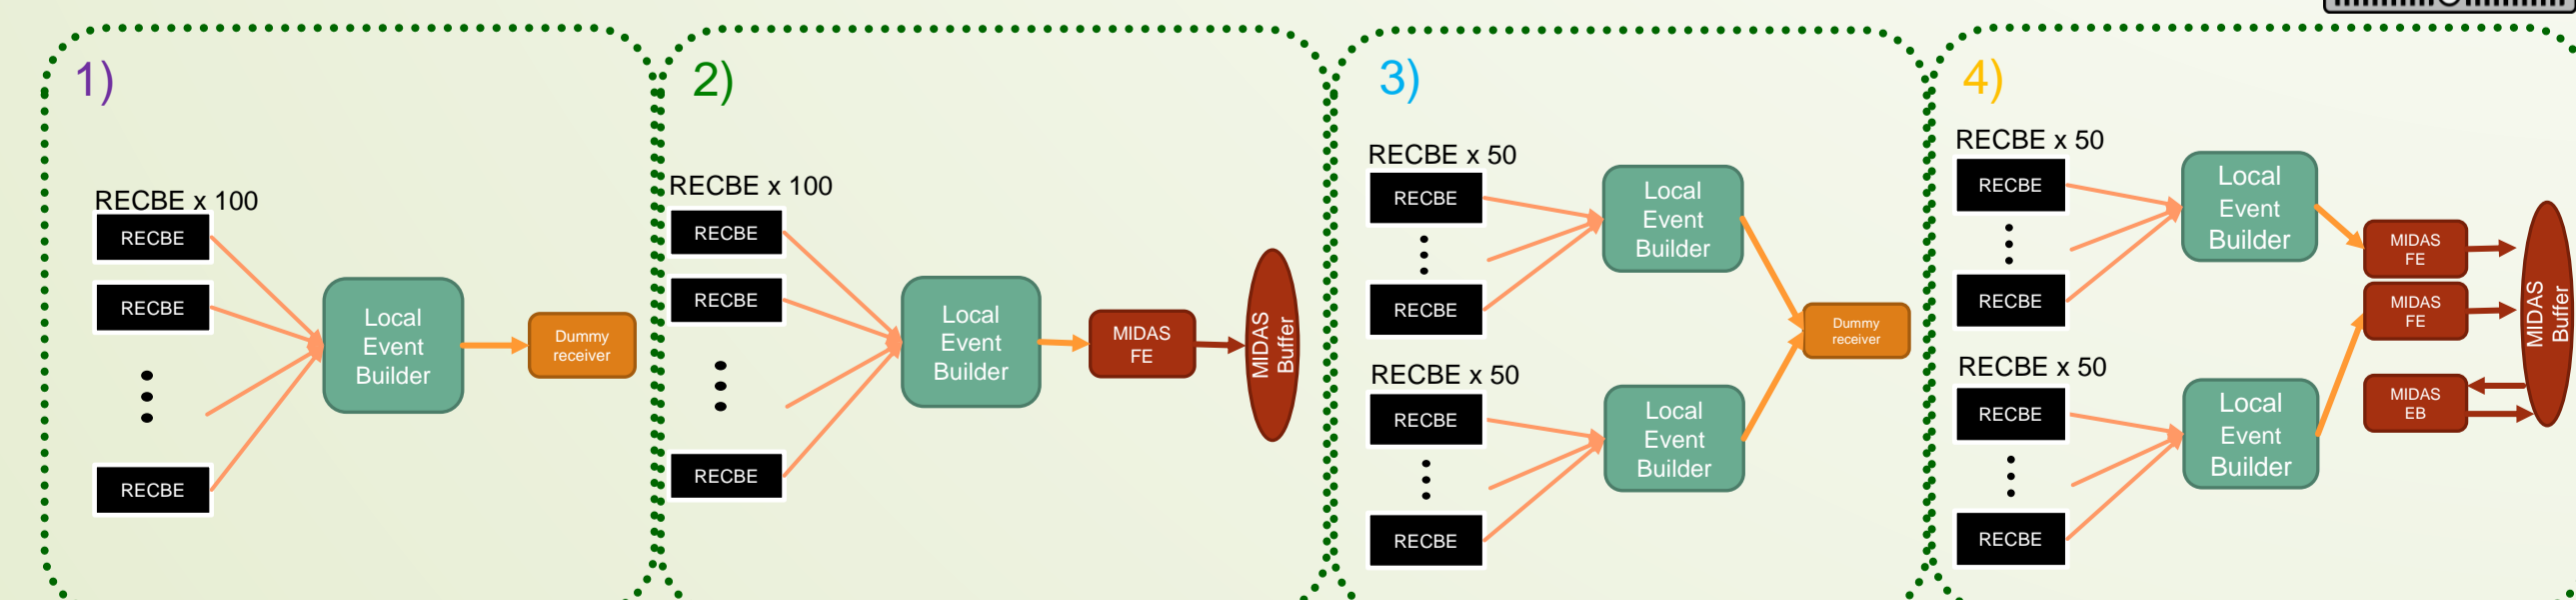 1)
RECBE x 100
RECBE
RECBE
RECBE
Local
Event
Builder
Dummy
receiver
2)
RECBE x 100
RECBE
RECBE
RECBE
Local
Event
Builder
MIDAS
FE
MIDAS
Buffer
3)
RECBE x 50
RECBE
RECBE
Local
Event
Builder
RECBE x 50
RECBE
RECBE
Local
Event
Builder
Dummy
receiver
4)
RECBE x 50
RECBE
RECBE
Local
Event
Builder
RECBE x 50
RECBE
RECBE
Local
Event
Builder
MIDAS
FE
MIDAS
FE
MIDAS
EB
MIDAS
Buffer